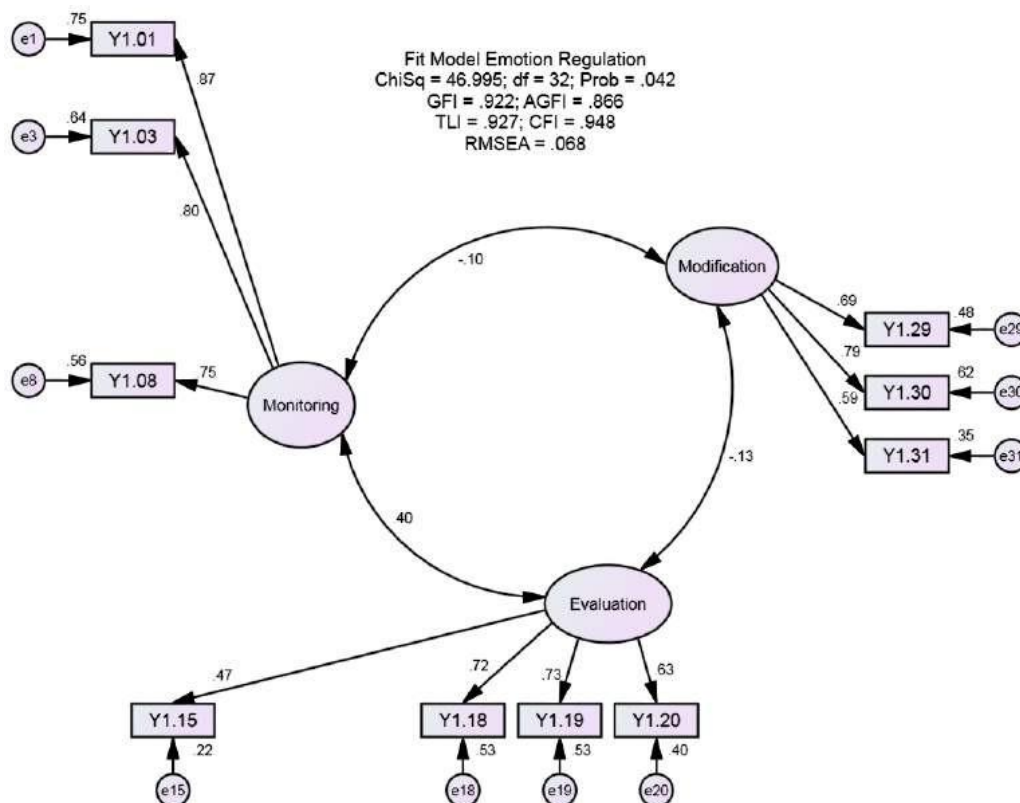 Fit Model Emotion Regulation
ChiSq = 46.995; df = 32; Prob = .042
GFI = .922; AGFI = .866
TLI = .927; CFI = .948
RMSEA = .068
e1
.75
Y1.01
.87
e3
.64
Y1.03
.80
e8
.56
Y1.08
.75
Monitoring
-.10
Modification
.69
.48
Y1.29
e29
.79
.62
Y1.30
e30
.59
.35
Y1.31
e31
-.13
.40
Evaluation
.47
.72
.73
.63
Y1.15
Y1.18
Y1.19
Y1.20
.22
.53
.53
.40
e15
e18
e19
e20